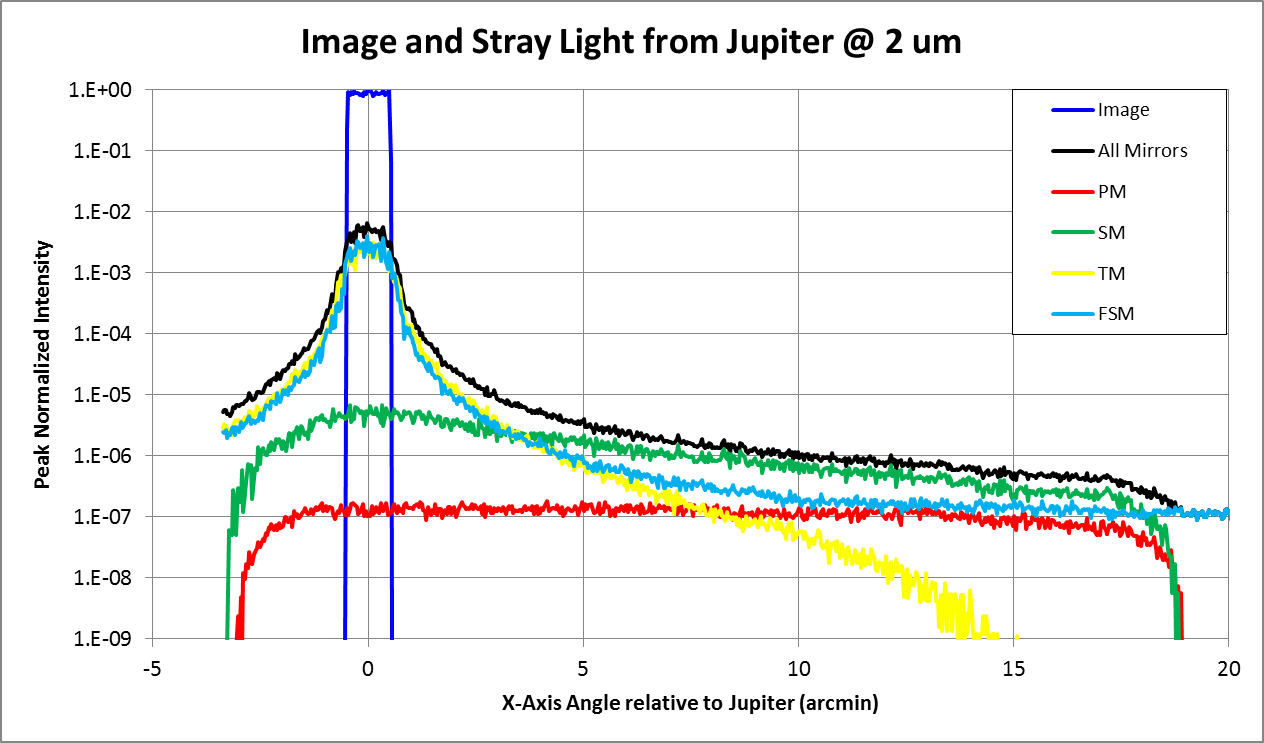 Image and Stray Light from Jupiter @ 2 um
1.E+00
1.E-01
1.E-02
1.E-03
1.E-04
1.E-05
1.E-06
1.E-07
1.E-08
1.E-09
Peak Normalized Intensity
-5
0
5
10
15
20
X-Axis Angle relative to Jupiter (arcmin)
Image
All Mirrors
PM
SM
TM
FSM